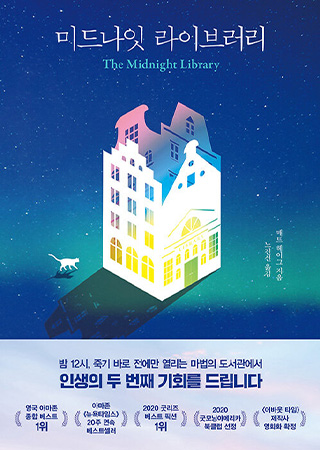 미드나잇 라이브러리
The Midnight Library
매트 헤이그 지음
노진선 옮김
밤 12시, 죽기 바로 전에만 열리는 마법의 도서관에서
인생의 두 번째 기회를 드립니다
영국 아마존
종합 베스트
1위
아마존
《뉴욕타임스》
20주 연속
베스트셀러
2020 굿리즈
베스트 픽션
1위
2020
굿모닝아메리카
북클럽 선정
〈어바웃 타임〉
제작사
영화화 확정